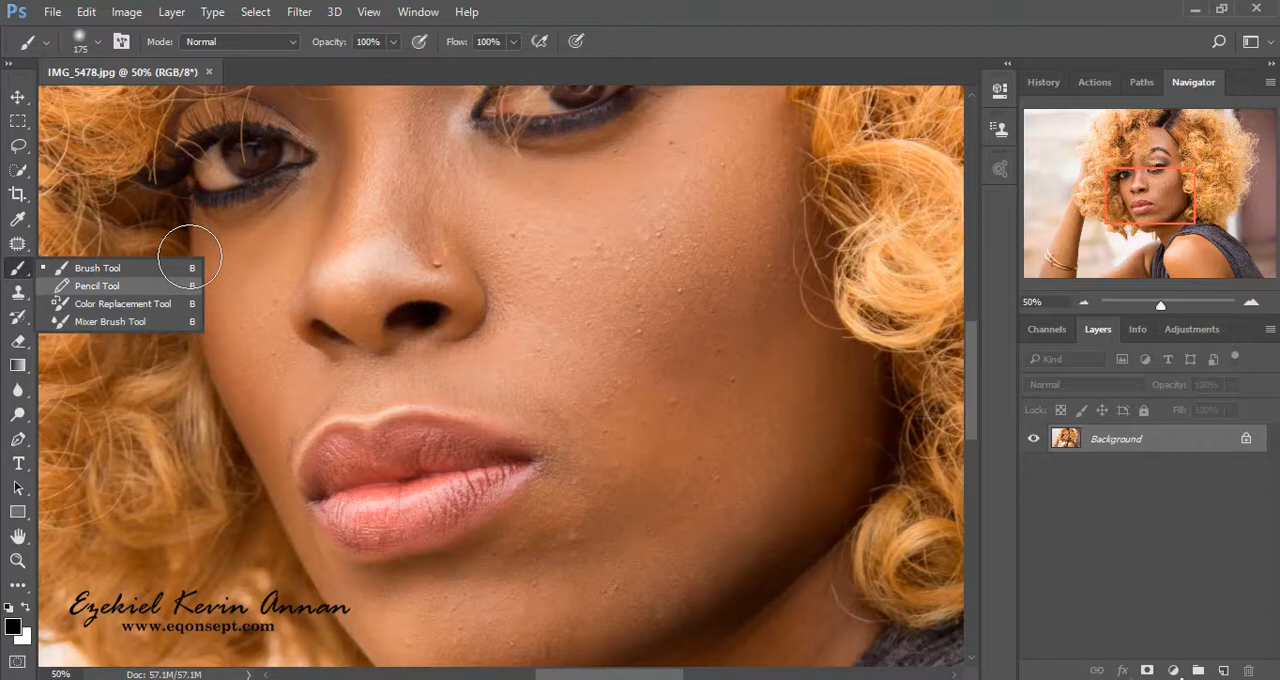 Ps File Edit Image Layer Type Select Filter 3D View Window Help
175 Mode: Normal Opacity: 100% Flow: 100%
IMG_5478.jpg @ 50% (RGB/8*) ×
History Actions Paths Navigator
Brush Tool B
Pencil Tool B
Color Replacement Tool B
Mixer Brush Tool B
50%
Channels Layers Info Adjustments
Kind
Normal Opacity: 100%
Lock: Fill: 100%
Background
Ezekiel Kevin Annan
www.eqonsept.com
50% Doc: 57.1M/57.1M